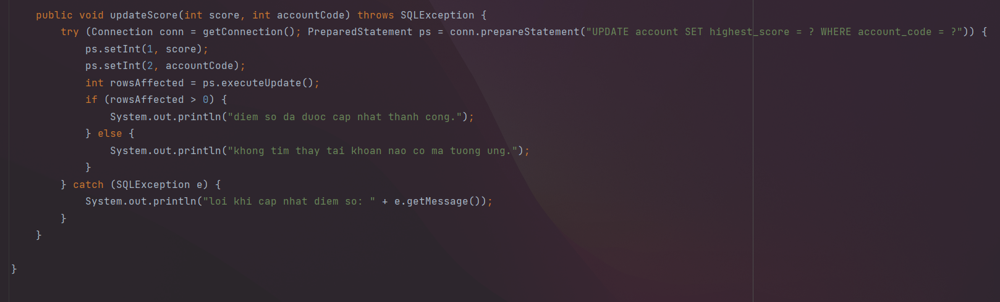 public void updateScore(int score, int accountCode) throws SQLException {
try (Connection conn = getConnection(); PreparedStatement ps = conn.prepareStatement("UPDATE account SET highest_score = ? WHERE account_code = ?")) {
ps.setInt(1, score);
ps.setInt(2, accountCode);
int rowsAffected = ps.executeUpdate();
if (rowsAffected > 0) {
System.out.println("diem so da duoc cap nhat thanh cong.");
} else {
System.out.println("khong tim thay tai khoan nao co ma tuong ung.");
}
} catch (SQLException e) {
System.out.println("loi khi cap nhat diem so: " + e.getMessage());
}
}
}